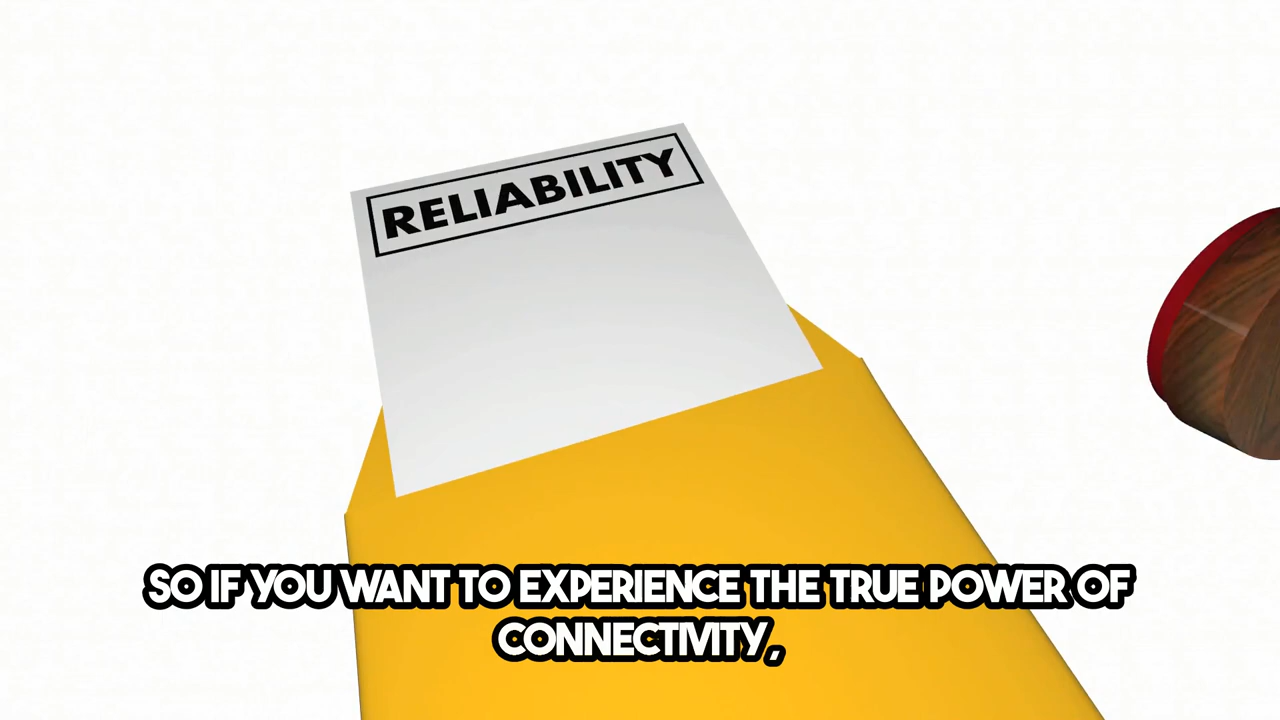 RELIABILITY
SO IF YOU WANT TO EXPERIENCE THE TRUE POWER OF
CONNECTIVITY,